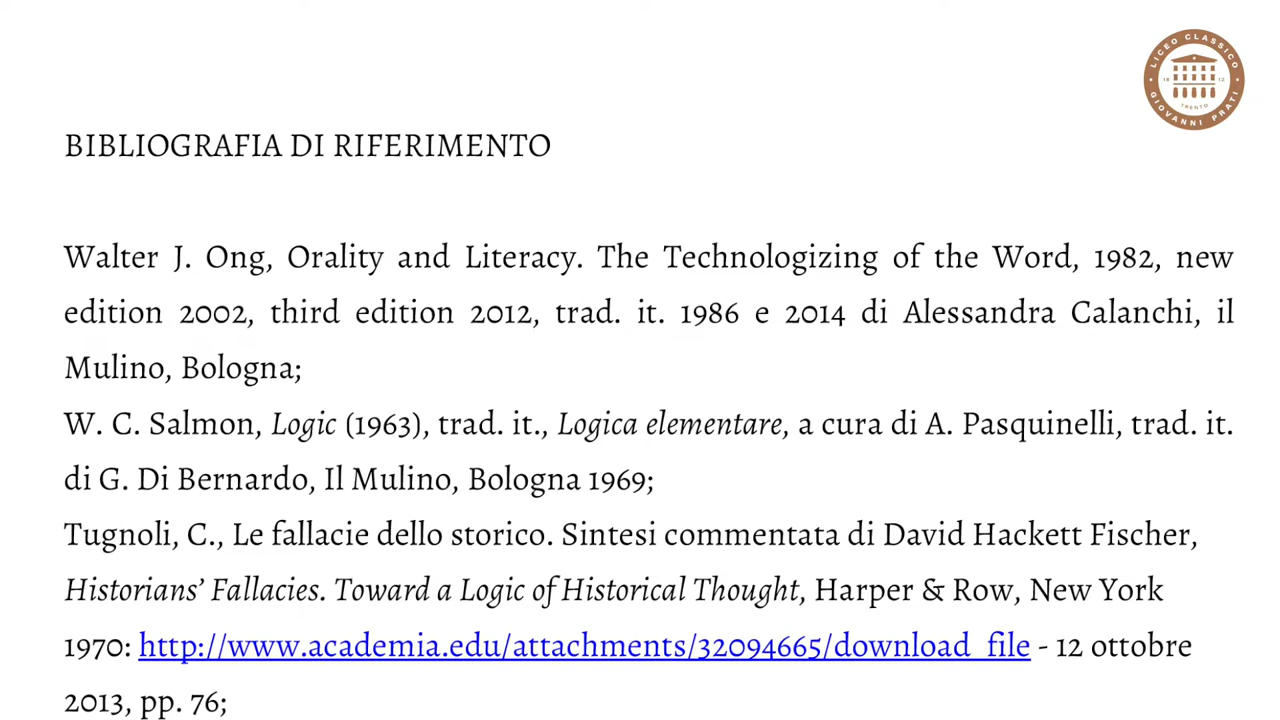 LICEO CLASSICO
18 12
TRENTO
GIOVANNI PRATI
BIBLIOGRAFIA DI RIFERIMENTO
Walter J. Ong, Orality and Literacy. The Technologizing of the Word, 1982, new
edition 2002, third edition 2012, trad. it. 1986 e 2014 di Alessandra Calanchi, il
Mulino, Bologna;
W. C. Salmon, Logic (1963), trad. it., Logica elementare, a cura di A. Pasquinelli, trad. it.
di G. Di Bernardo, Il Mulino, Bologna 1969;
Tugnoli, C., Le fallacie dello storico. Sintesi commentata di David Hackett Fischer,
Historians’ Fallacies. Toward a Logic of Historical Thought, Harper & Row, New York
1970: http://www.academia.edu/attachments/32094665/download_file - 12 ottobre
2013, pp. 76;